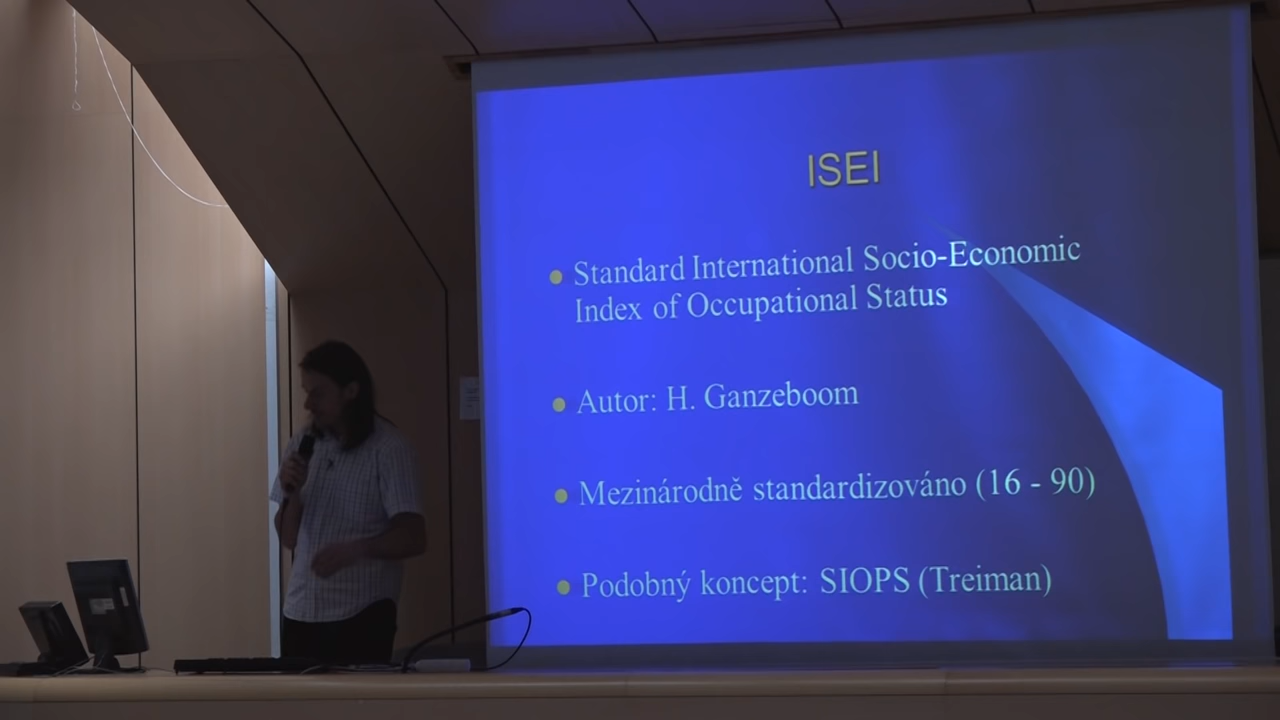 ISEI
Standard International Socio-Economic
Index of Occupational Status
Autor: H. Ganzeboom
Mezinárodně standardizováno (16 - 90)
Podobný koncept: SIOPS (Treiman)